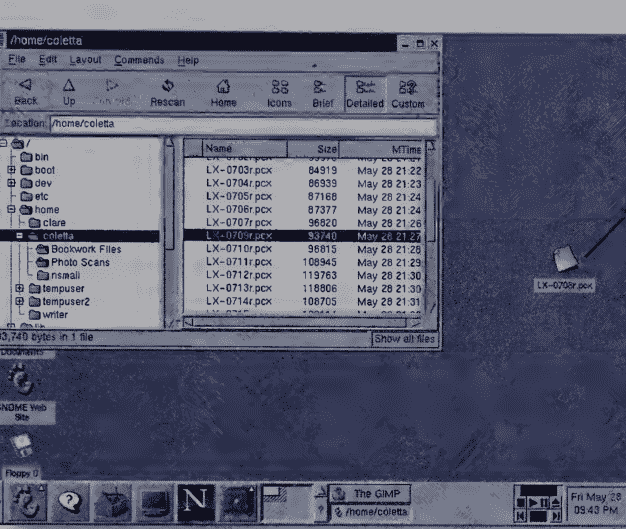 /home/coletta
File Edit Layout Commands Help
Back Up Rescan Home Icons Brief Detailed Custom
Location: /home/coletta
/
bin
boot
dev
etc
home
clare
coletta
Bookwork Files
Photo Scans
nsmail
tempuser
tempuser2
writer
lib
Name Size MTime
LX-0703r.pcx 84919 May 28 21:22
LX-0704r.pcx 86939 May 28 21:23
LX-0705r.pcx 87168 May 28 21:24
LX-0706r.pcx 87377 May 28 21:24
LX-0707r.pcx 96820 May 28 21:26
LX-0709r.pcx 93740 May 28 21:27
LX-0710r.pcx 96815 May 28 21:28
LX-0711r.pcx 108945 May 28 21:29
LX-0712r.pcx 119763 May 28 21:30
LX-0713r.pcx 118806 May 28 21:30
LX-0714r.pcx 108705 May 28 21:31
bytes in 1 file
Show all files
LX-0708r.pcx
GNOME Web
Site
Floppy 0
N
The GIMP
/home/coletta
Fri May 28
09:43 PM